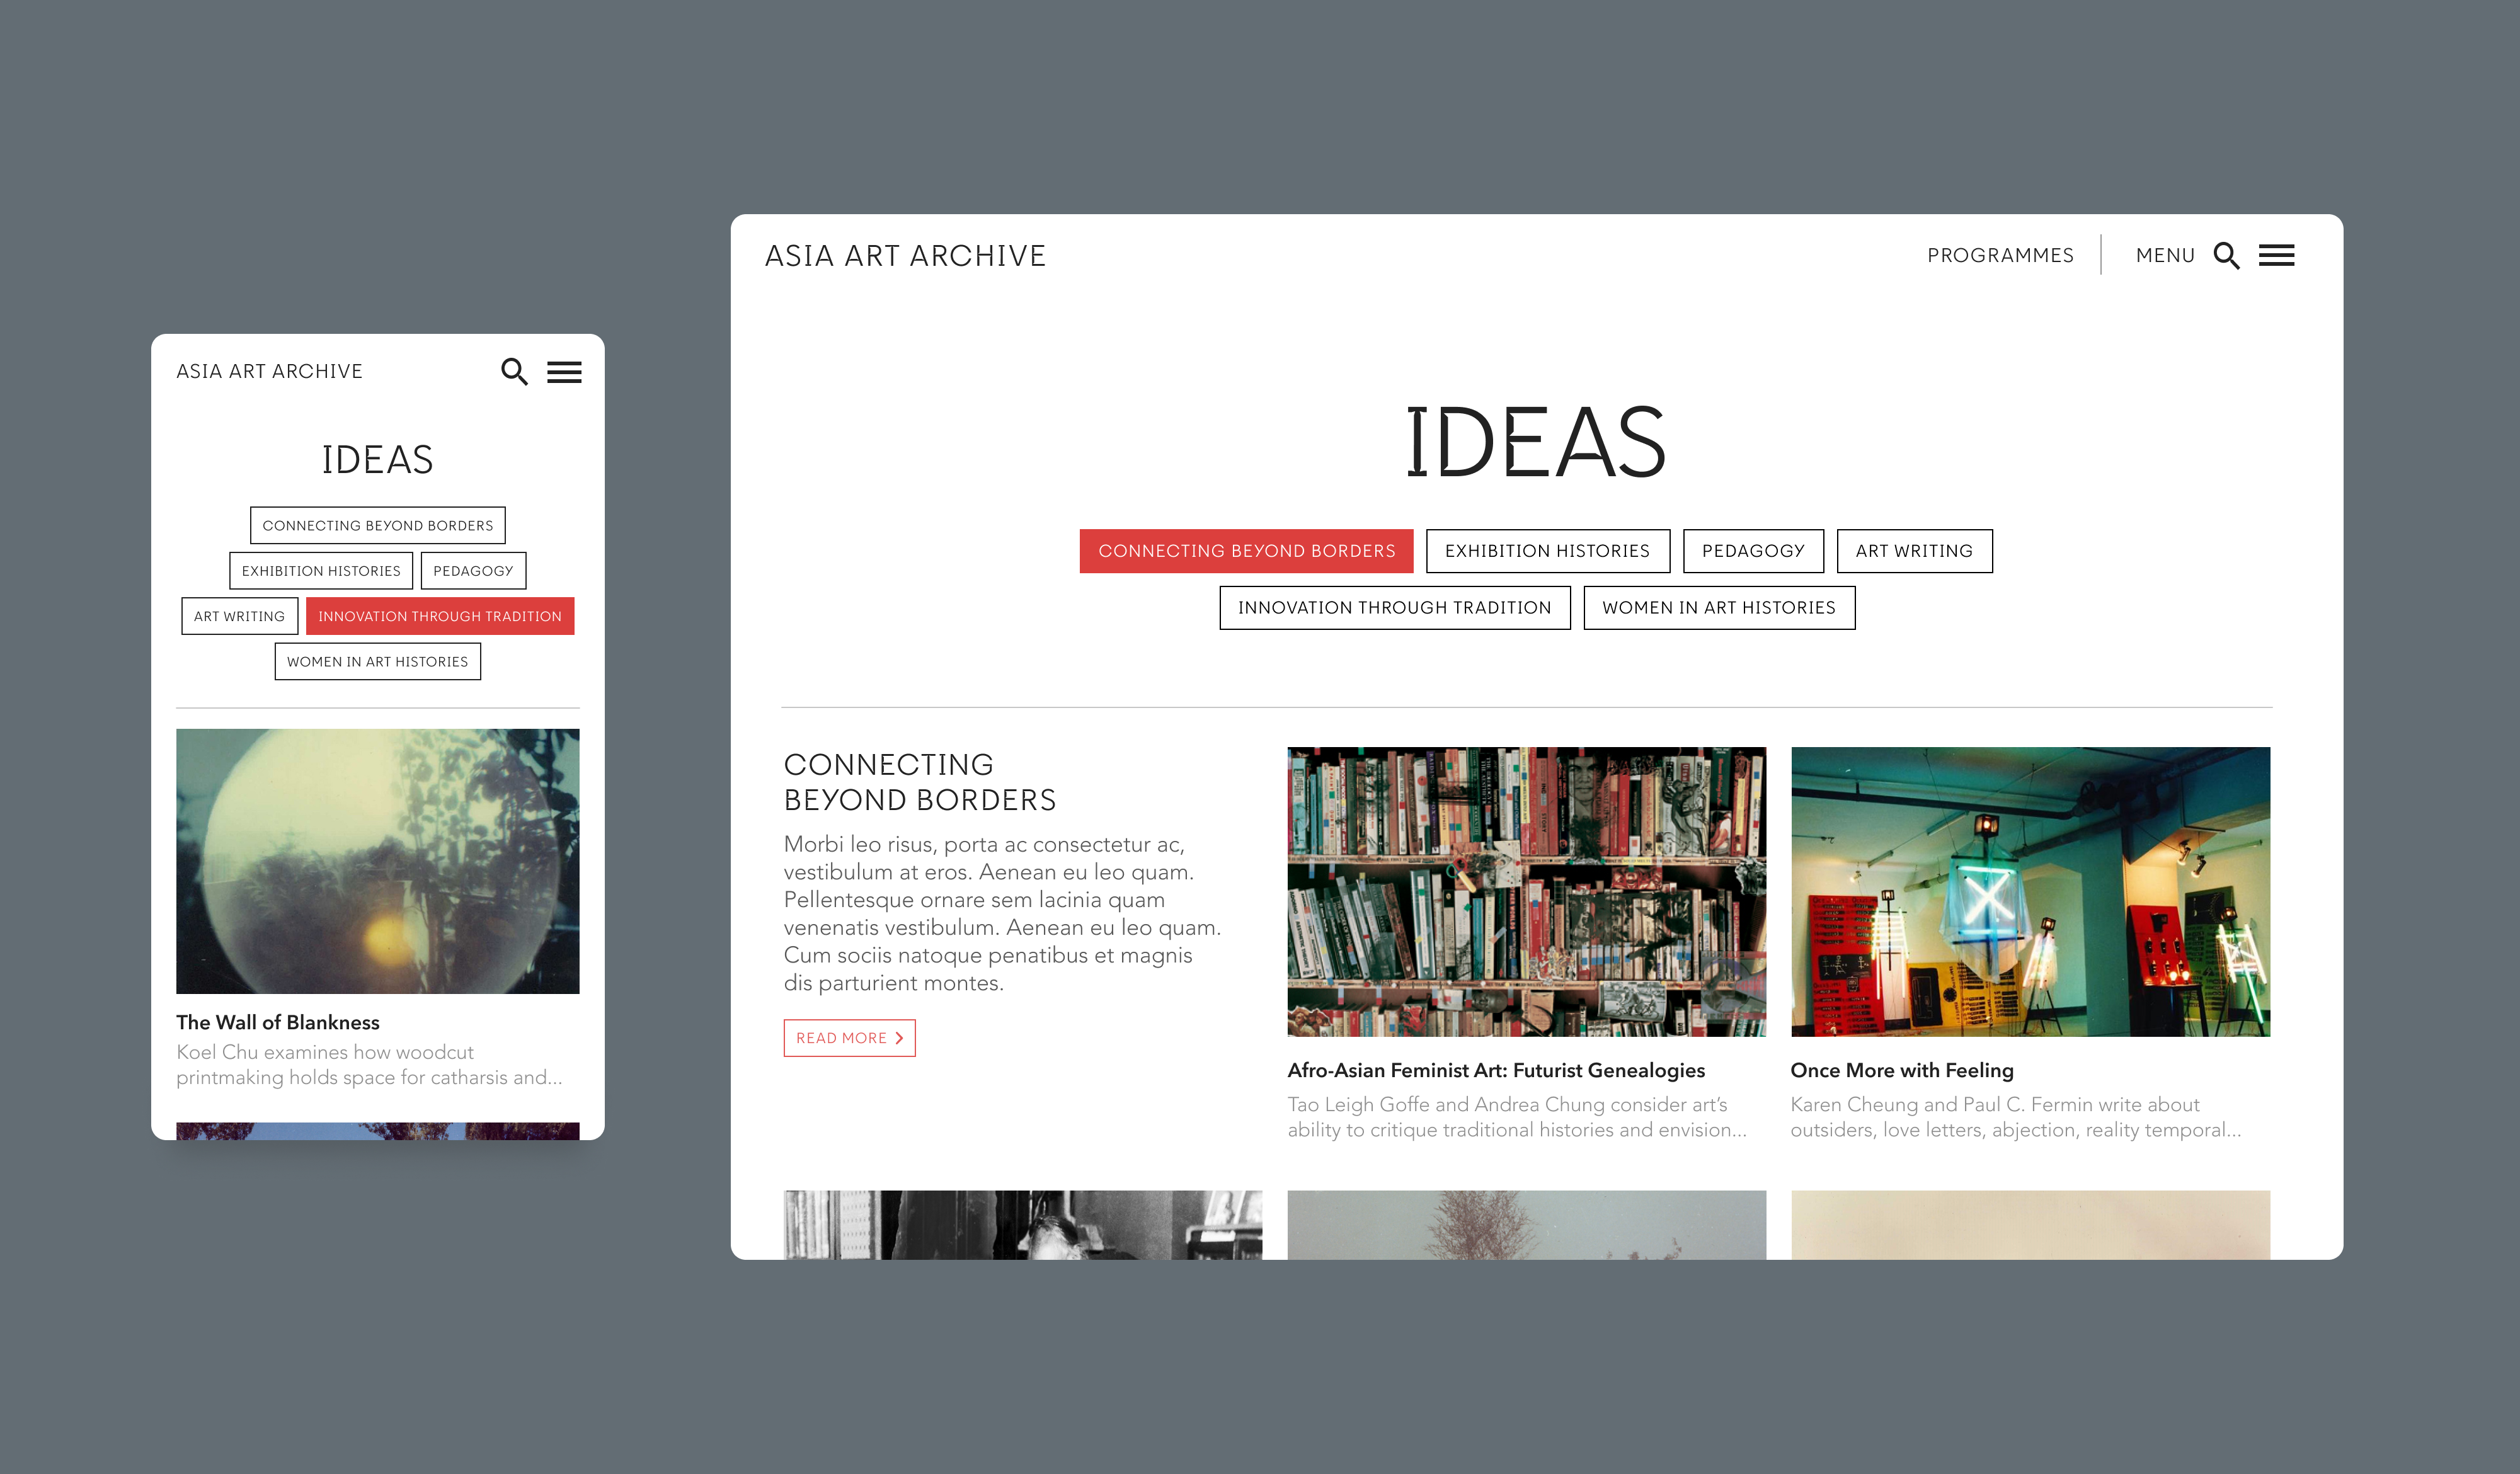 ASIA ART ARCHIVE
IDEAS
CONNECTING BEYOND BORDERS
EXHIBITION HISTORIES
PEDAGOGY
ART WRITING
INNOVATION THROUGH TRADITION
WOMEN IN ART HISTORIES
The Wall of Blankness
Koel Chu examines how woodcut
printmaking holds space for catharsis and...
ASIA ART ARCHIVE
PROGRAMMES
MENU
IDEAS
CONNECTING BEYOND BORDERS
EXHIBITION HISTORIES
PEDAGOGY
ART WRITING
INNOVATION THROUGH TRADITION
WOMEN IN ART HISTORIES
CONNECTING
BEYOND BORDERS
Morbi leo risus, porta ac consectetur ac,
vestibulum at eros. Aenean eu leo quam.
Pellentesque ornare sem lacinia quam
venenatis vestibulum. Aenean eu leo quam.
Cum sociis natoque penatibus et magnis
dis parturient montes.
READ MORE
Afro-Asian Feminist Art: Futurist Genealogies
Tao Leigh Goffe and Andrea Chung consider art's
ability to critique traditional histories and envision...
Once More with Feeling
Karen Cheung and Paul C. Fermin write about
outsiders, love letters, abjection, reality temporal...